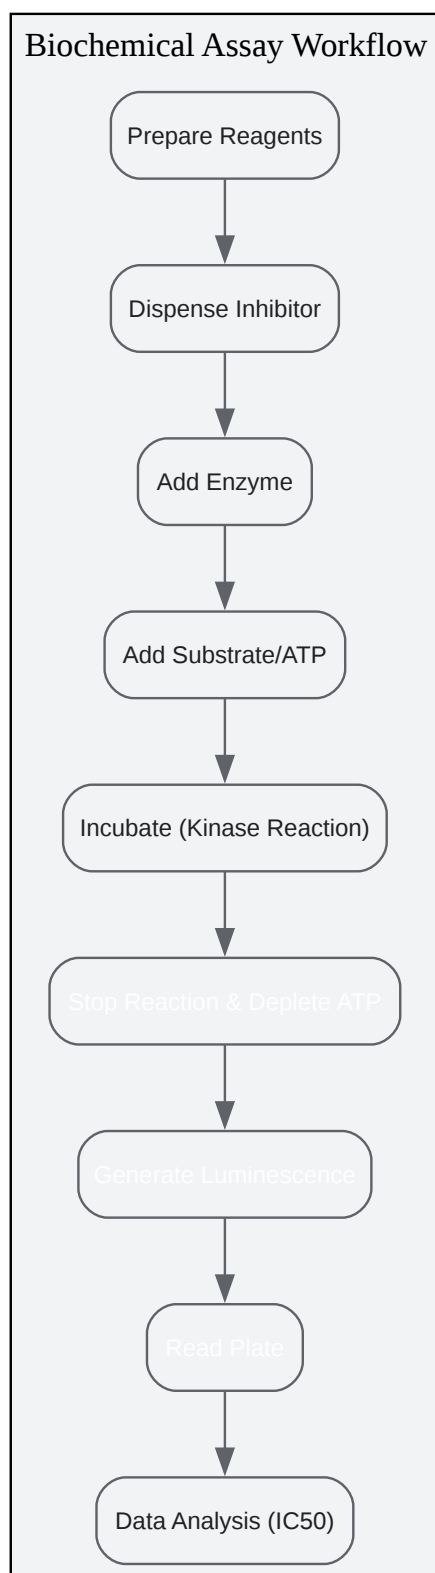 Biochemical Assay Workflow
Prepare Reagents
Dispense Inhibitor
Add Enzyme
Add Substrate/ATP
Incubate (Kinase Reaction)
Stop Reaction & Deplete ATP
Generate Luminescence
Read Plate
Data Analysis (IC50)